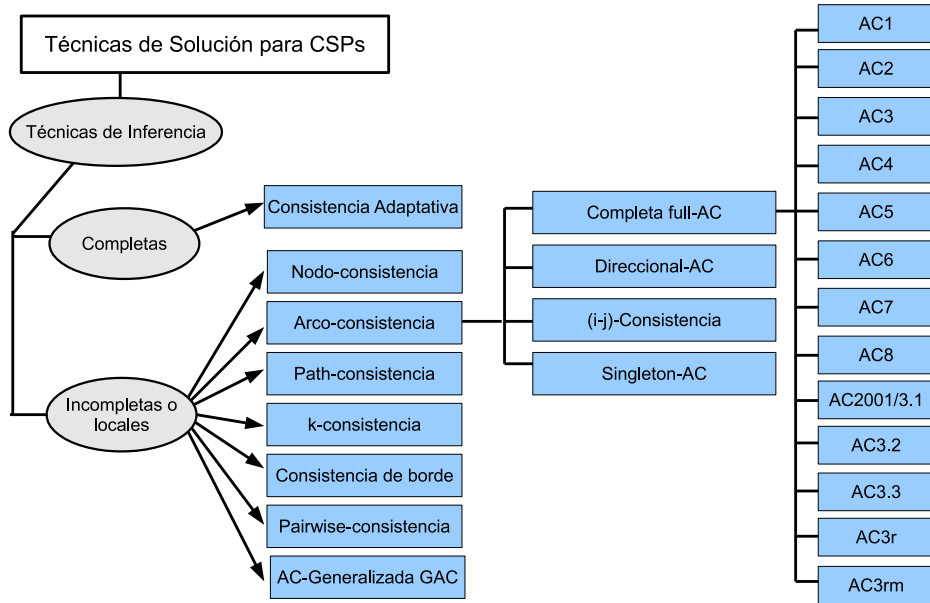 Técnicas de Solución para CSPs
Técnicas de Inferencia
Completas
Incompletas o
locales
Consistencia Adaptativa
Nodo-consistencia
Arco-consistencia
Path-consistencia
k-consistencia
Consistencia de borde
Pairwise-consistencia
AC-Generalizada GAC
Completa full-AC
Direccional-AC
(i-j)-Consistencia
Singleton-AC
AC1
AC2
AC3
AC4
AC5
AC6
AC7
AC8
AC2001/3.1
AC3.2
AC3.3
AC3r
AC3rm